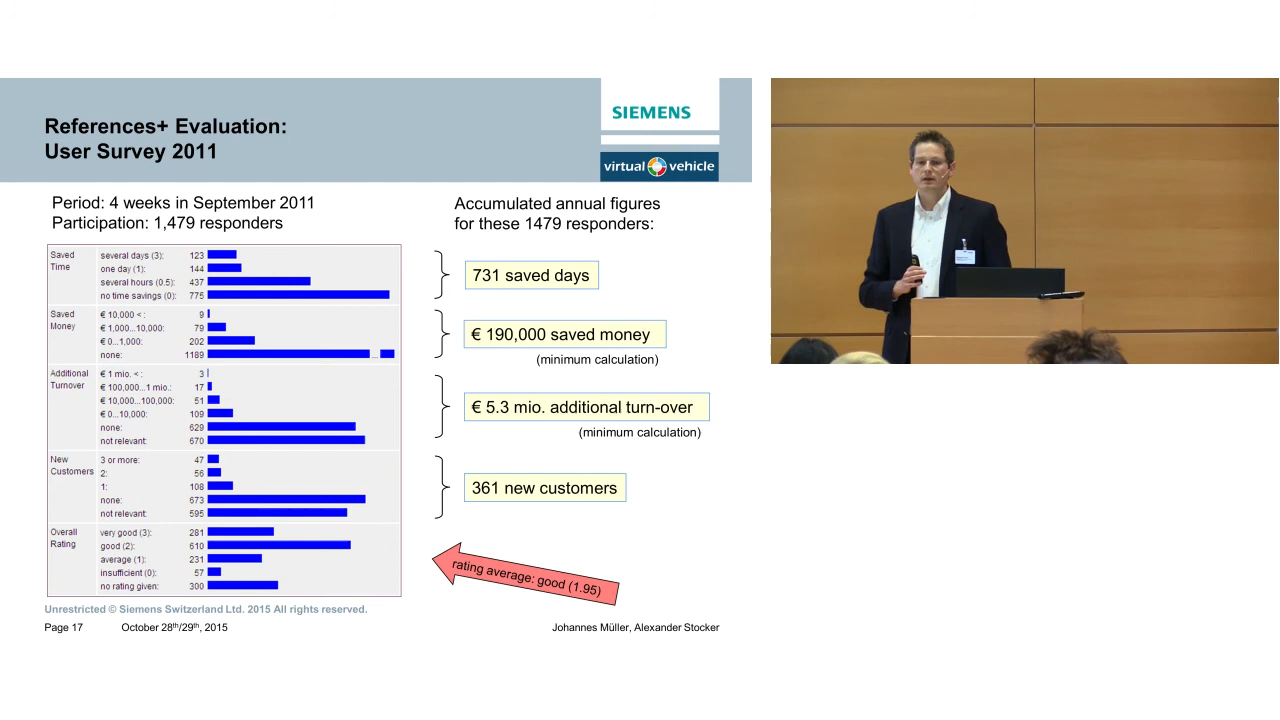 References+ Evaluation:
User Survey 2011
SIEMENS
virtual vehicle
Period: 4 weeks in September 2011
Participation: 1,479 responders
Accumulated annual figures
for these 1479 responders:
Saved Time
several days (3): 123
one day (1): 144
several hours (0.5): 437
no time savings (0): 775
731 saved days
Saved Money
€ 10,000 < : 9
€ 1,000...10,000: 79
€ 0...1,000: 202
none: 1189 ...
€ 190,000 saved money
(minimum calculation)
Additional Turnover
€ 1 mio. < : 3
€ 100,000...1 mio.: 17
€ 10,000...100,000: 51
€ 0...10,000: 109
none: 629
not relevant: 670
€ 5.3 mio. additional turn-over
(minimum calculation)
New Customers
3 or more: 47
2: 56
1: 108
none: 673
not relevant: 595
361 new customers
Overall Rating
very good (3): 281
good (2): 610
average (1): 231
insufficient (0): 57
no rating given: 300
rating average: good (1.95)
Unrestricted © Siemens Switzerland Ltd. 2015 All rights reserved.
Page 17 October 28th/29th, 2015 Johannes Müller, Alexander Stocker